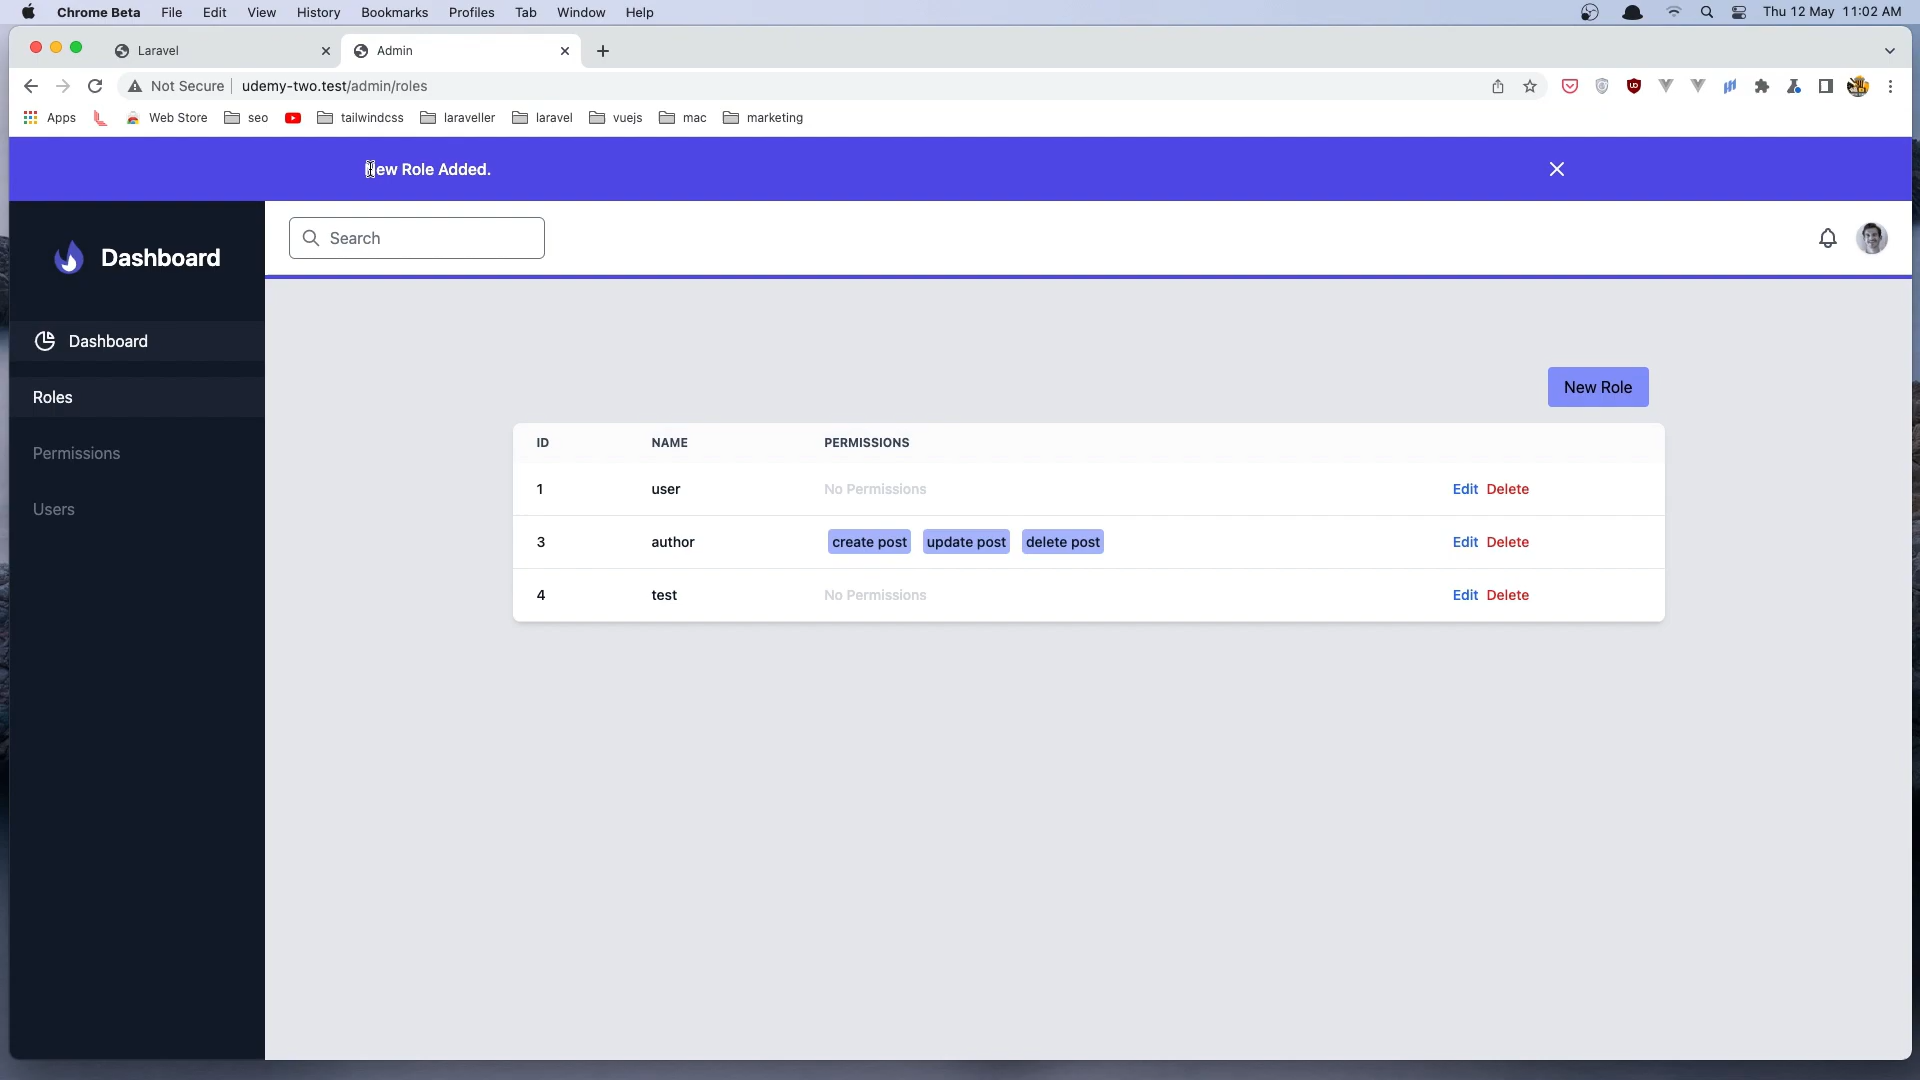 Chrome Beta File Edit View History Bookmarks Profiles Tab Window Help Thu 12 May 11:02 AM
Laravel Admin
Not Secure udemy-two.test/admin/roles
Apps Web Store seo tailwindcss laraveller laravel vuejs mac marketing
New Role Added.
Search
Dashboard
Dashboard
Roles
Permissions
Users
New Role
ID NAME PERMISSIONS
1 user No Permissions Edit Delete
3 author create post update post delete post Edit Delete
4 test No Permissions Edit Delete